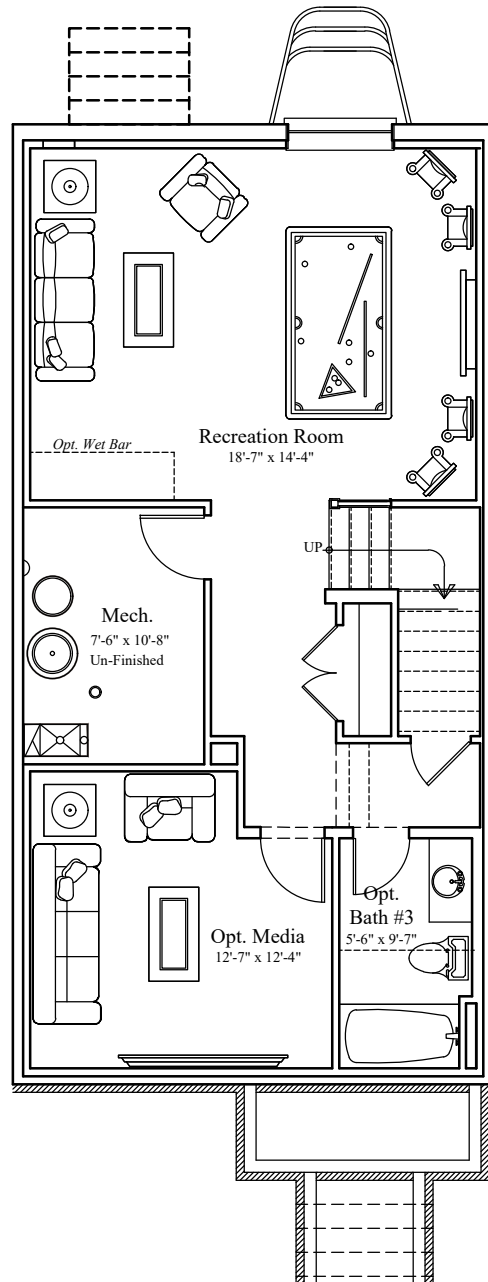 Opt. Wet Bar
Recreation Room
18'-7" x 14'-4"
UP
Mech.
7'-6" x 10'-8"
Un-Finished
Opt. Media
12'-7" x 12'-4"
Opt.
Bath #3
5'-6" x 9'-7"